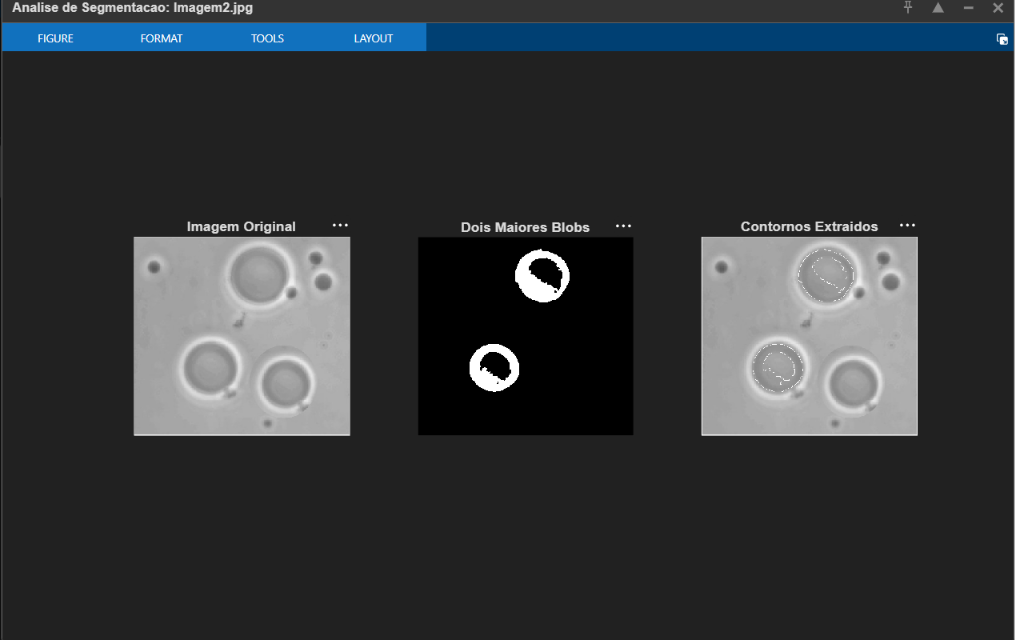 Analise de Segmentacao: Imagem2.jpg
FIGURE FORMAT TOOLS LAYOUT
Imagem Original
Dois Maiores Blobs
Contornos Extraidos